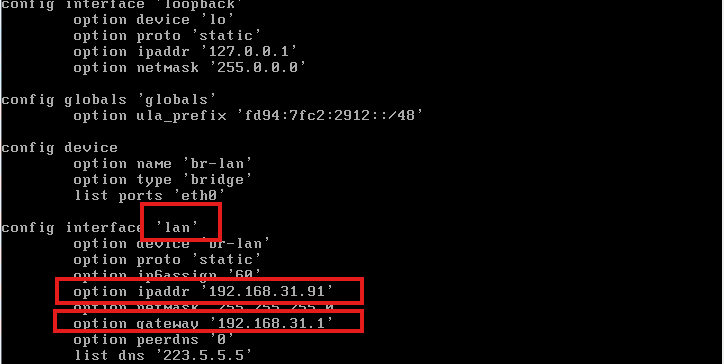 config interface 'loopback'
option device 'lo'
option proto 'static'
option ipaddr '127.0.0.1'
option netmask '255.0.0.0'
config globals 'globals'
option ula_prefix 'fd94:7fc2:2912::/48'
config device
option name 'br-lan'
option type 'bridge'
list ports 'eth0'
config interface 'lan'
option device 'br-lan'
option proto 'static'
option ip6assign '60'
option ipaddr '192.168.31.91'
option netmask '255.255.255.0'
option gateway '192.168.31.1'
option peerdns '0'
list dns '223.5.5.5'